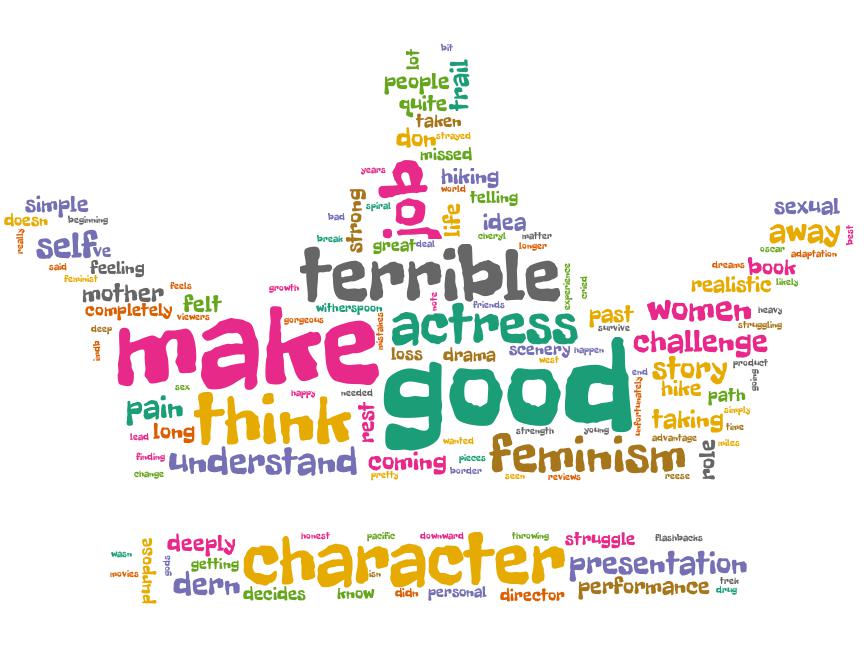 bit
lot
people
trail
quite
taken
don
strayed
missed
years
job
hiking
world
strong
spiral
life
telling
bad
idea
break
great
deal
cheryl
matter
longer
simple
doesn
beginning
really
self
ve
said
feeling
feminist
mother
feels
completely
felt
viewers
deep
imdb
sexual
away
best
oscar
adaptation
dreams
book
realistic
likely
women
heavy
struggling
challenge
terrible
experience
cried
growth
witherspoon
note
friends
gorgeous
mistakes
past
survive
make
actress
loss
drama
scenery
happen
west
good
end
story
product
going
hike
path
unfortunately
simply
taking
time
advantage
miles
role
sex
happy
needed
pain
think
rest
lead
long
wanted
strength
young
finding
understand
coming
pieces
feminism
change
pretty
border
seen
reviews
reese
wasn
purpose
deeply
honest
pacific
downward
throwing
struggle
flashbacks
movies
gods
getting
character
isn
presentation
dern
decides
know
didn
personal
director
performance
trek
drug